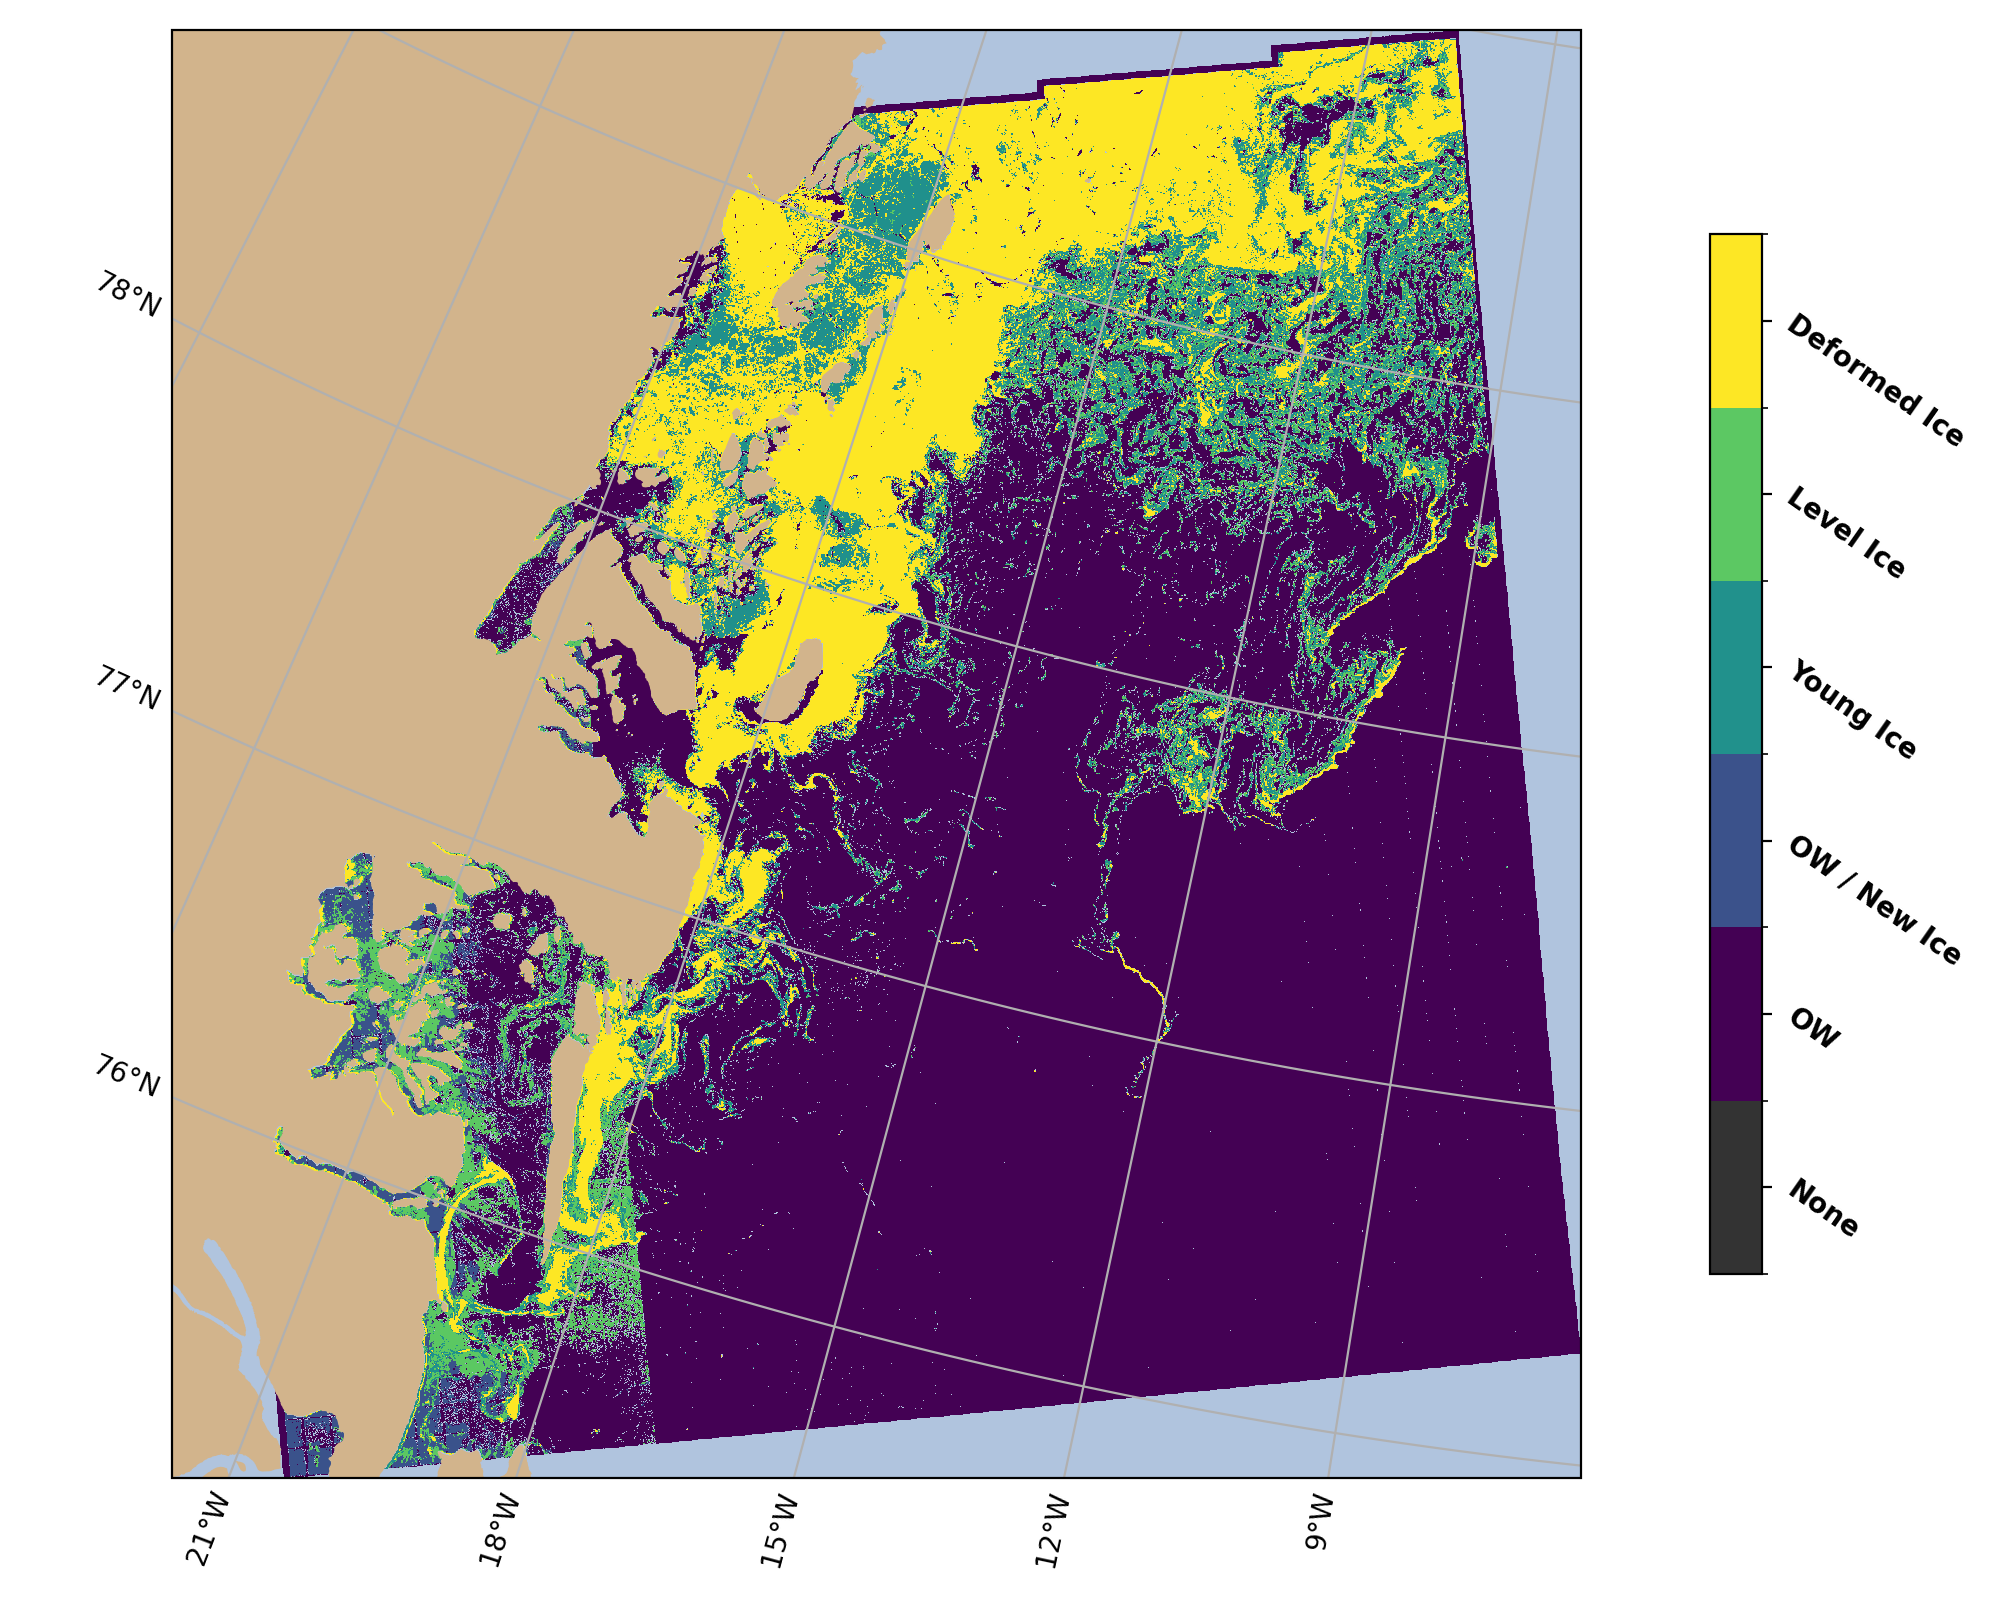 78°N
77°N
76°N
21°W
18°W
15°W
12°W
9°W
Deformed Ice
Level Ice
Young Ice
OW / New Ice
OW
None